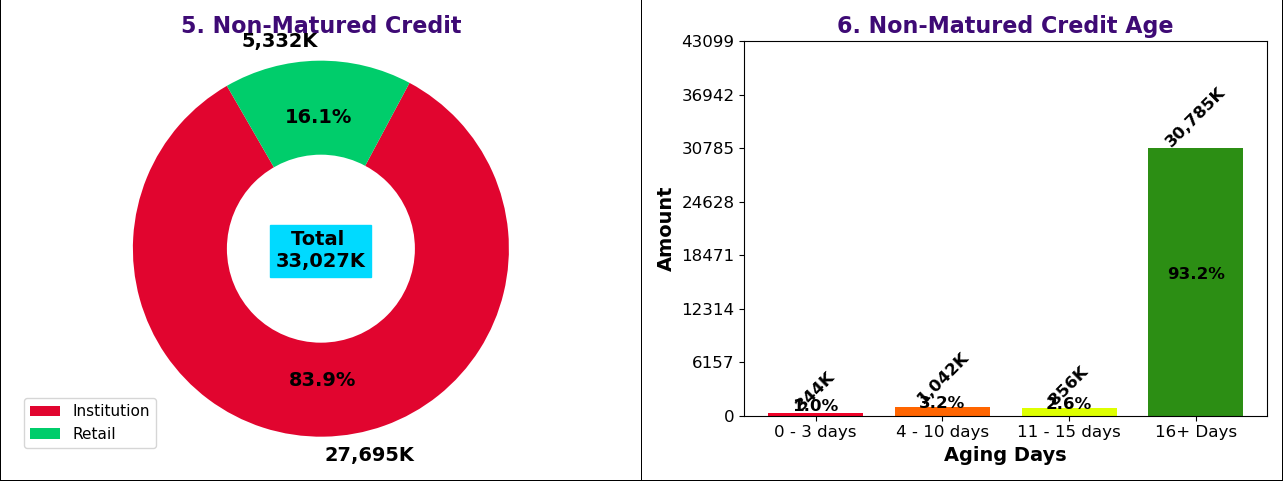 5. Non-Matured Credit
5,332K
16.1%
Total
33,027K
83.9%
27,695K
Institution
Retail
6. Non-Matured Credit Age
43099
36942
30785
24628
18471
12314
6157
0
Amount
344K
1.0%
1,042K
3.2%
856K
2.6%
30,785K
93.2%
0 - 3 days
4 - 10 days
11 - 15 days
16+ Days
Aging Days